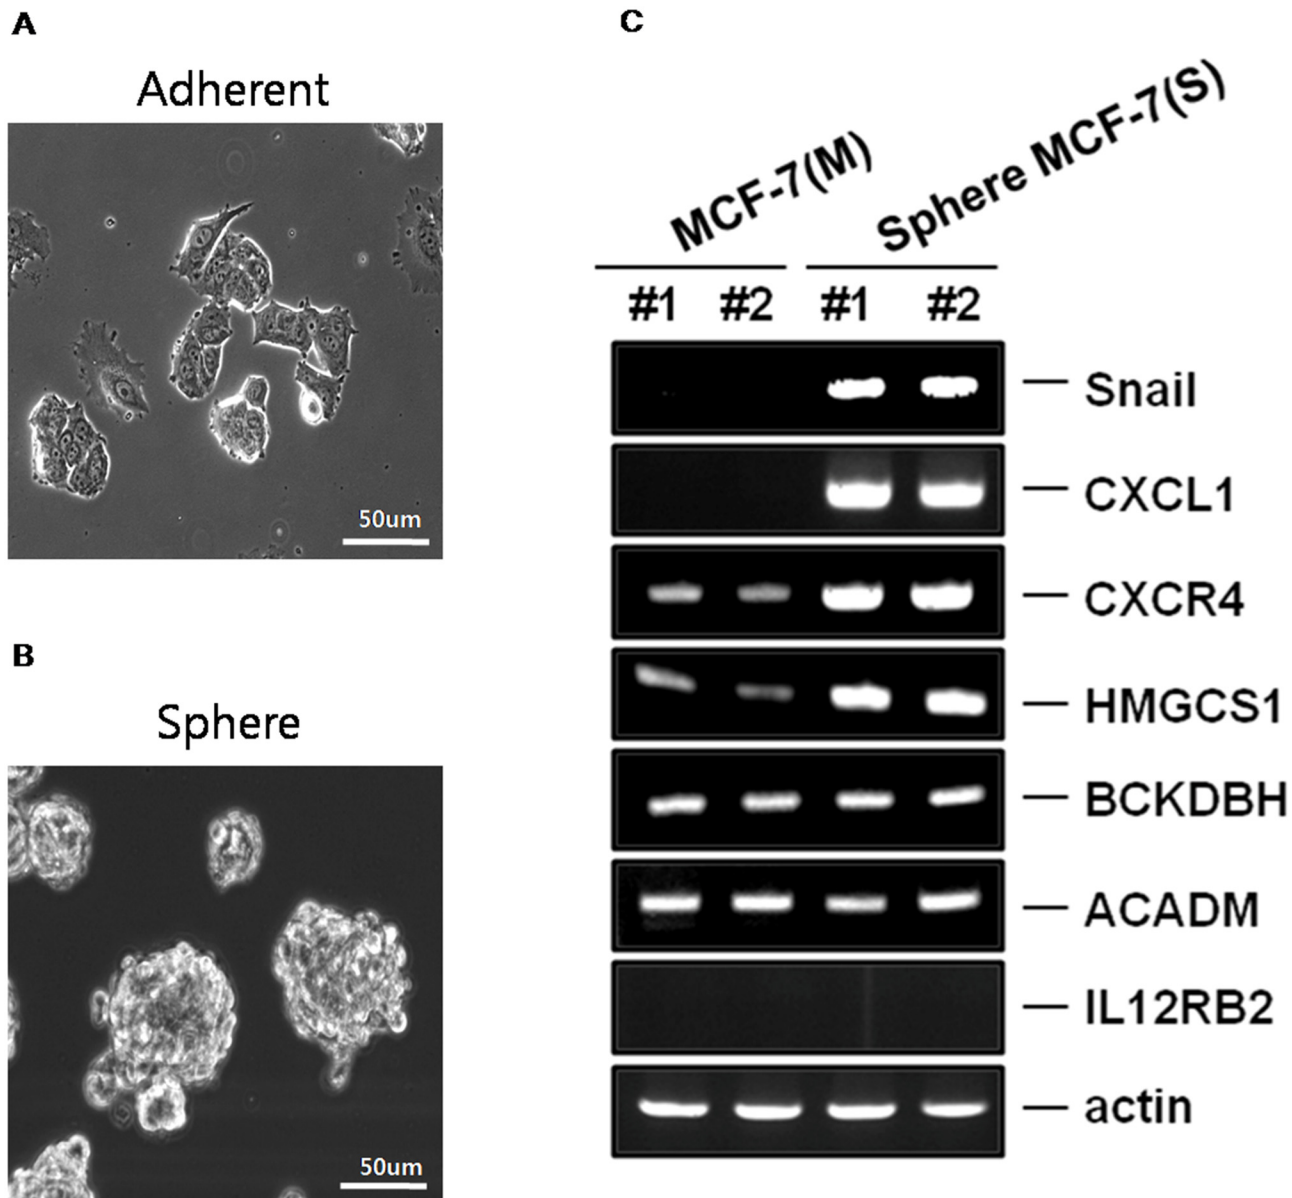 A
Adherent
50um
B
Sphere
50um
C
MCF-7(M)
Sphere MCF-7(S)
#1 #2 #1 #2
Snail
CXCL1
CXCR4
HMGCS1
BCKDBH
ACADM
IL12RB2
actin